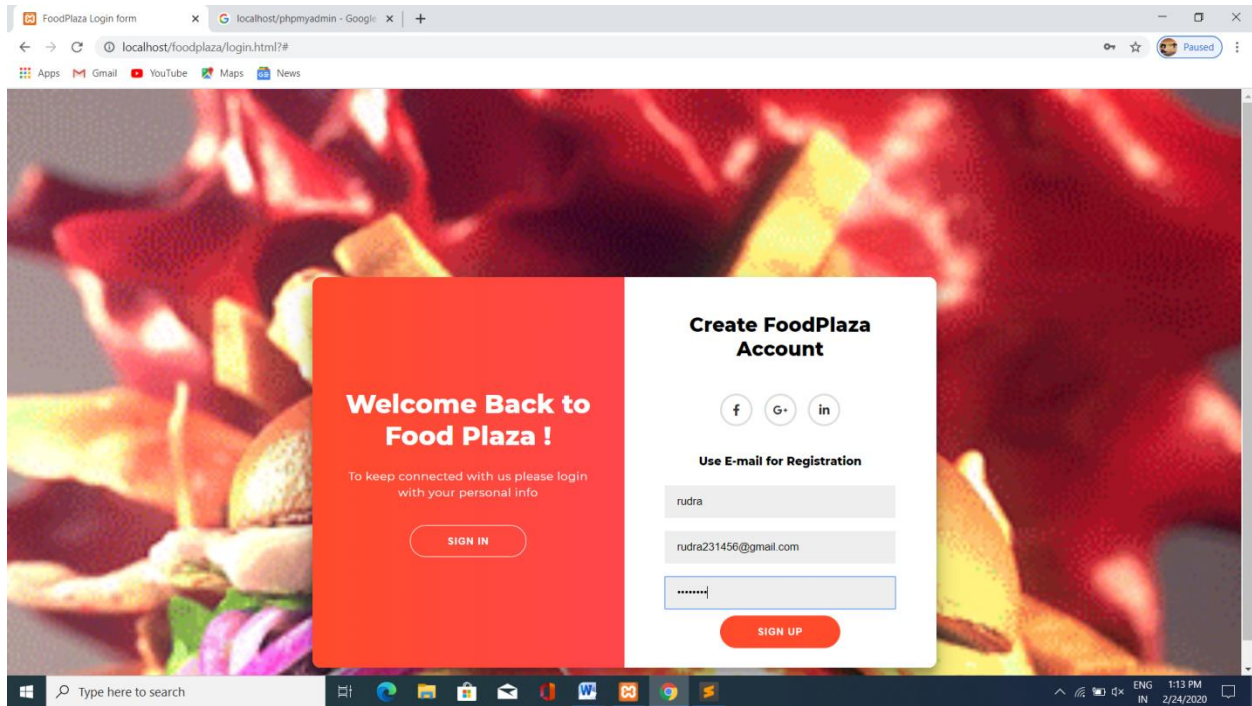 FoodPlaza Login form
localhost/phpmyadmin - Google
localhost/foodplaza/login.html?#
Paused
Apps
Gmail
YouTube
Maps
News
Welcome Back to
Food Plaza !
To keep connected with us please login
with your personal info
SIGN IN
Create FoodPlaza
Account
f
G+
in
Use E-mail for Registration
rudra
rudra231456@gmail.com
••••••••
SIGN UP
Type here to search
ENG
IN
1:13 PM
2/24/2020